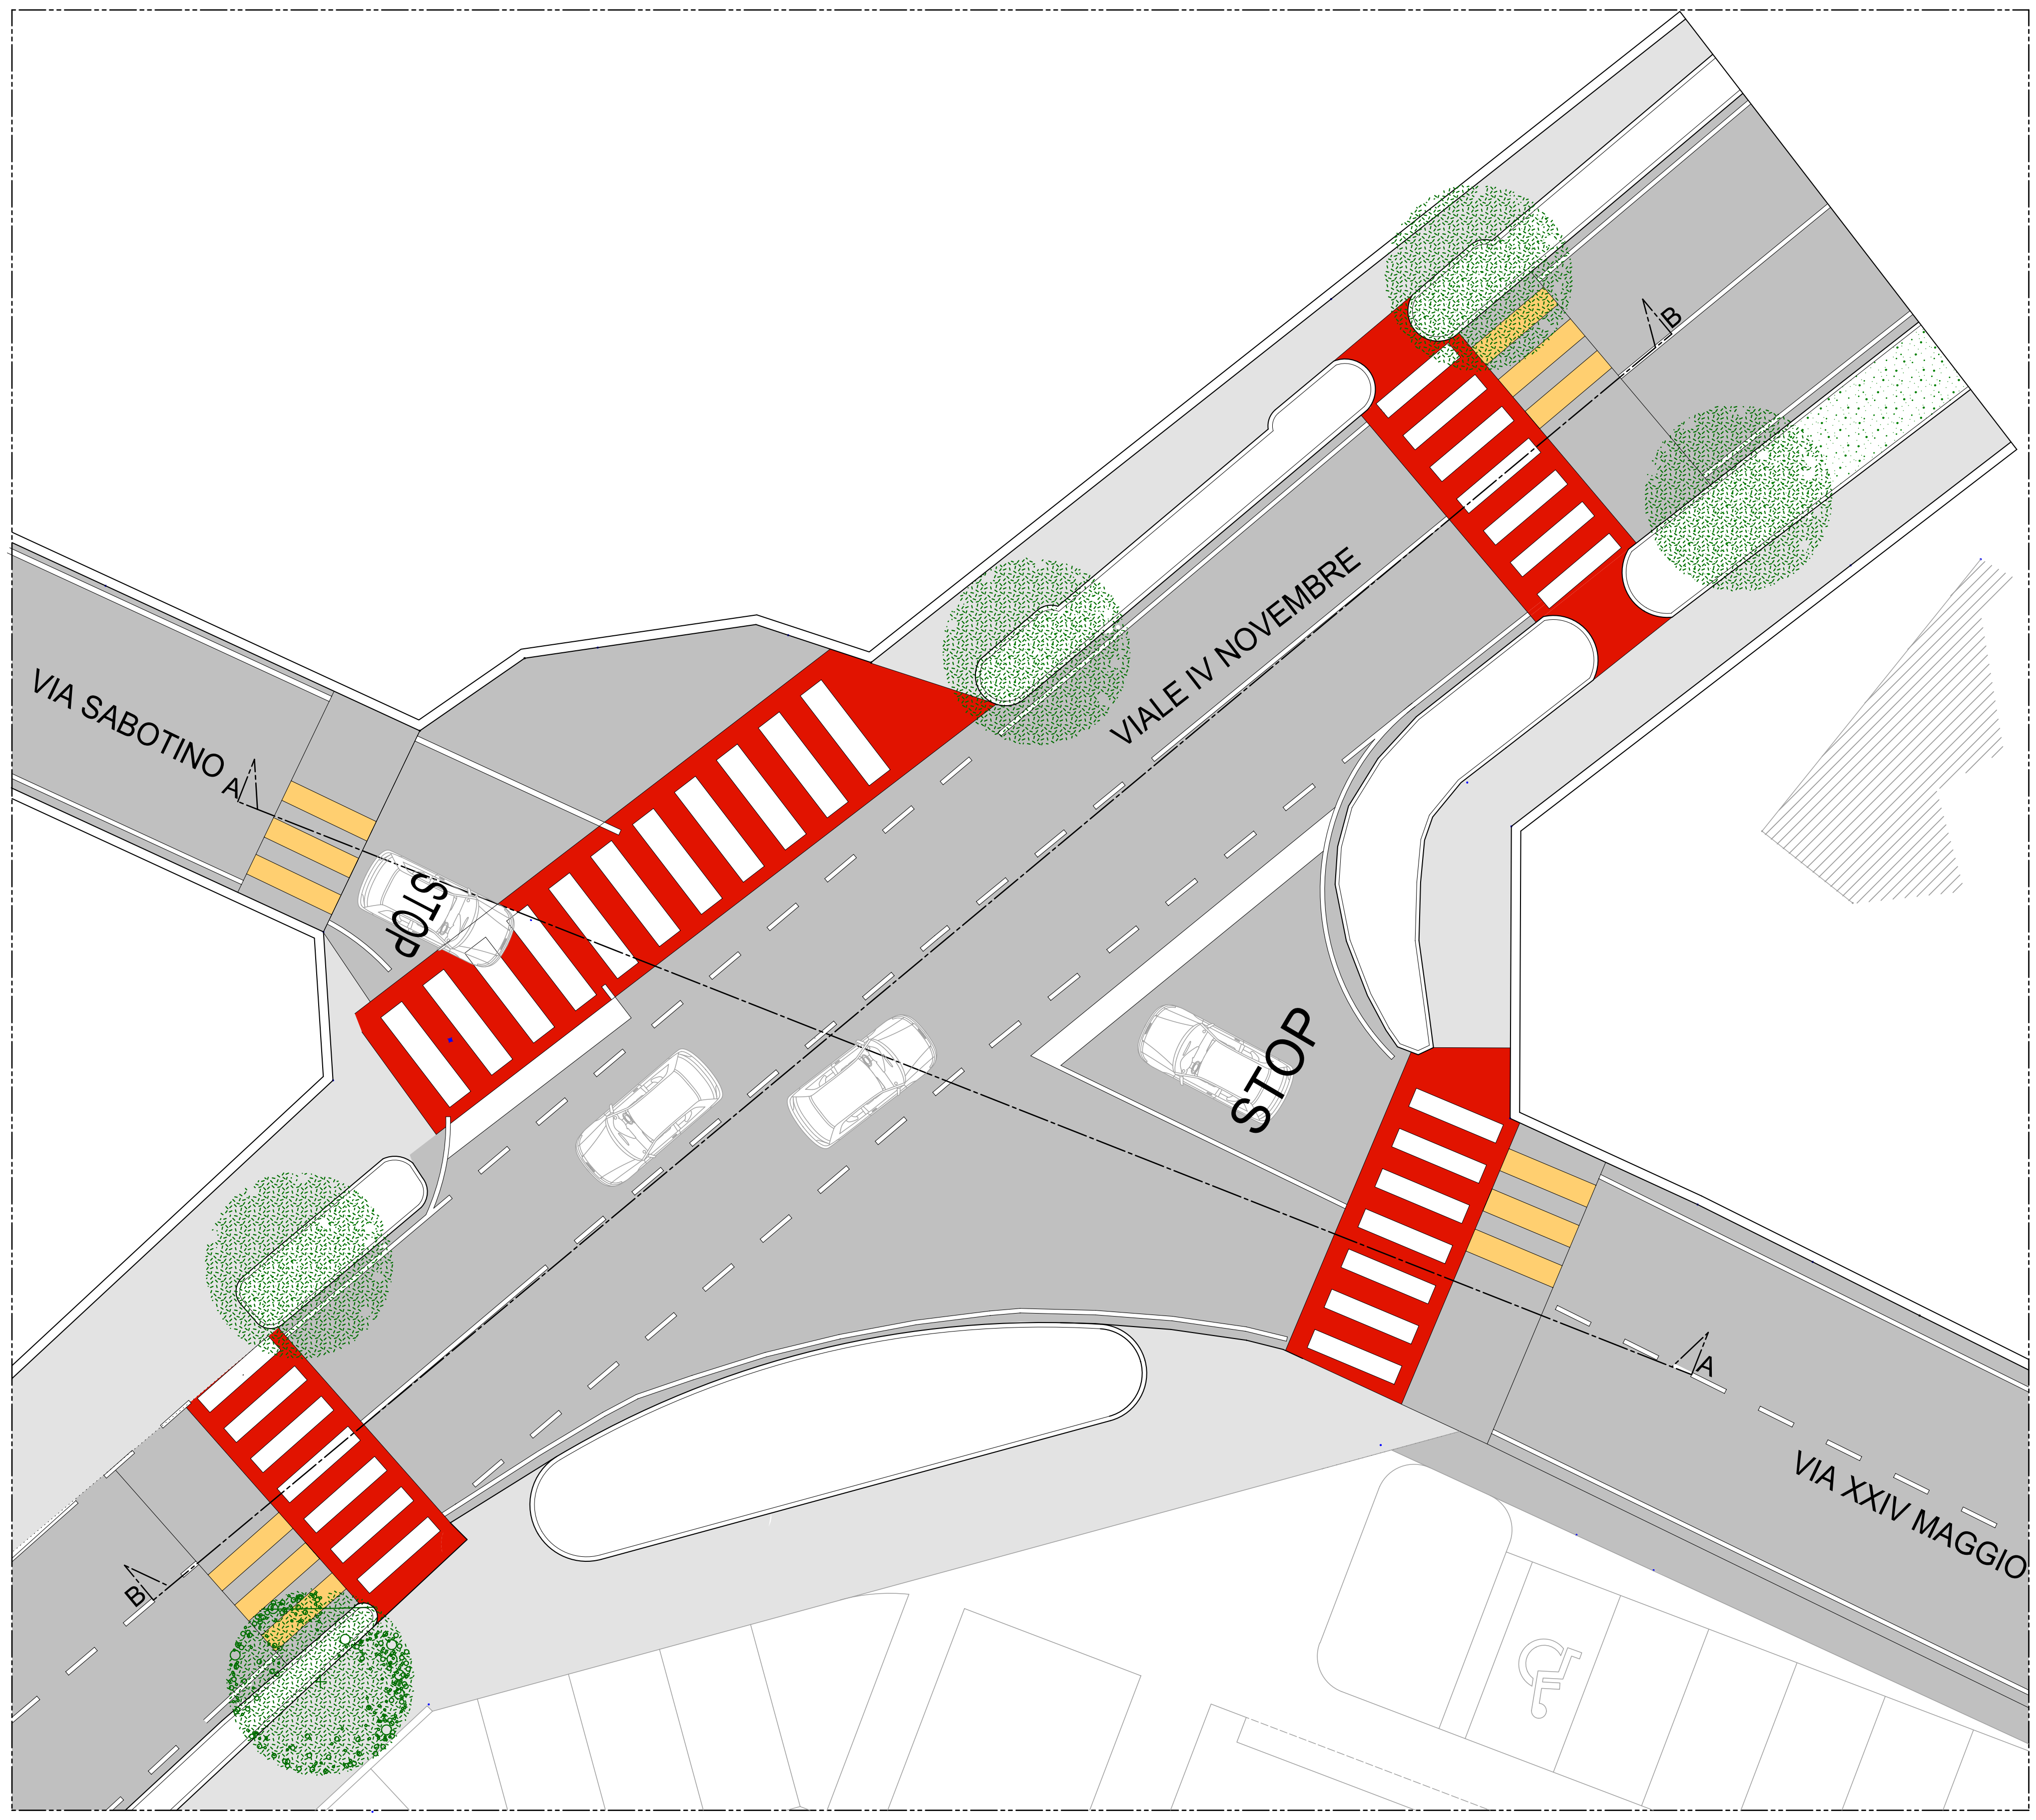 B
VIALE IV NOVEMBRE
VIA SABOTINO
A
STOP
STOP
A
VIA XXIV MAGGIO
B